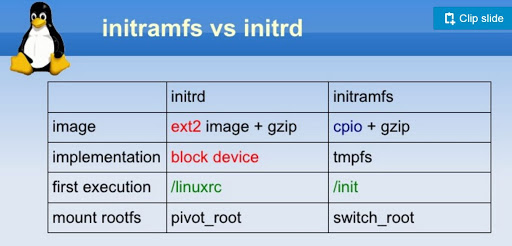 Clip slide
initramfs vs initrd
initrd initramfs
image ext2 image + gzip cpio + gzip
implementation block device tmpfs
first execution /linuxrc /init
mount rootfs pivot_root switch_root